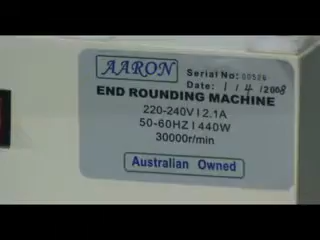 AARON
Serial No: 00526
Date: 1/4/2008
END ROUNDING MACHINE
220-240V I 2.1A
50-60HZ I 440W
30000r/min
Australian Owned